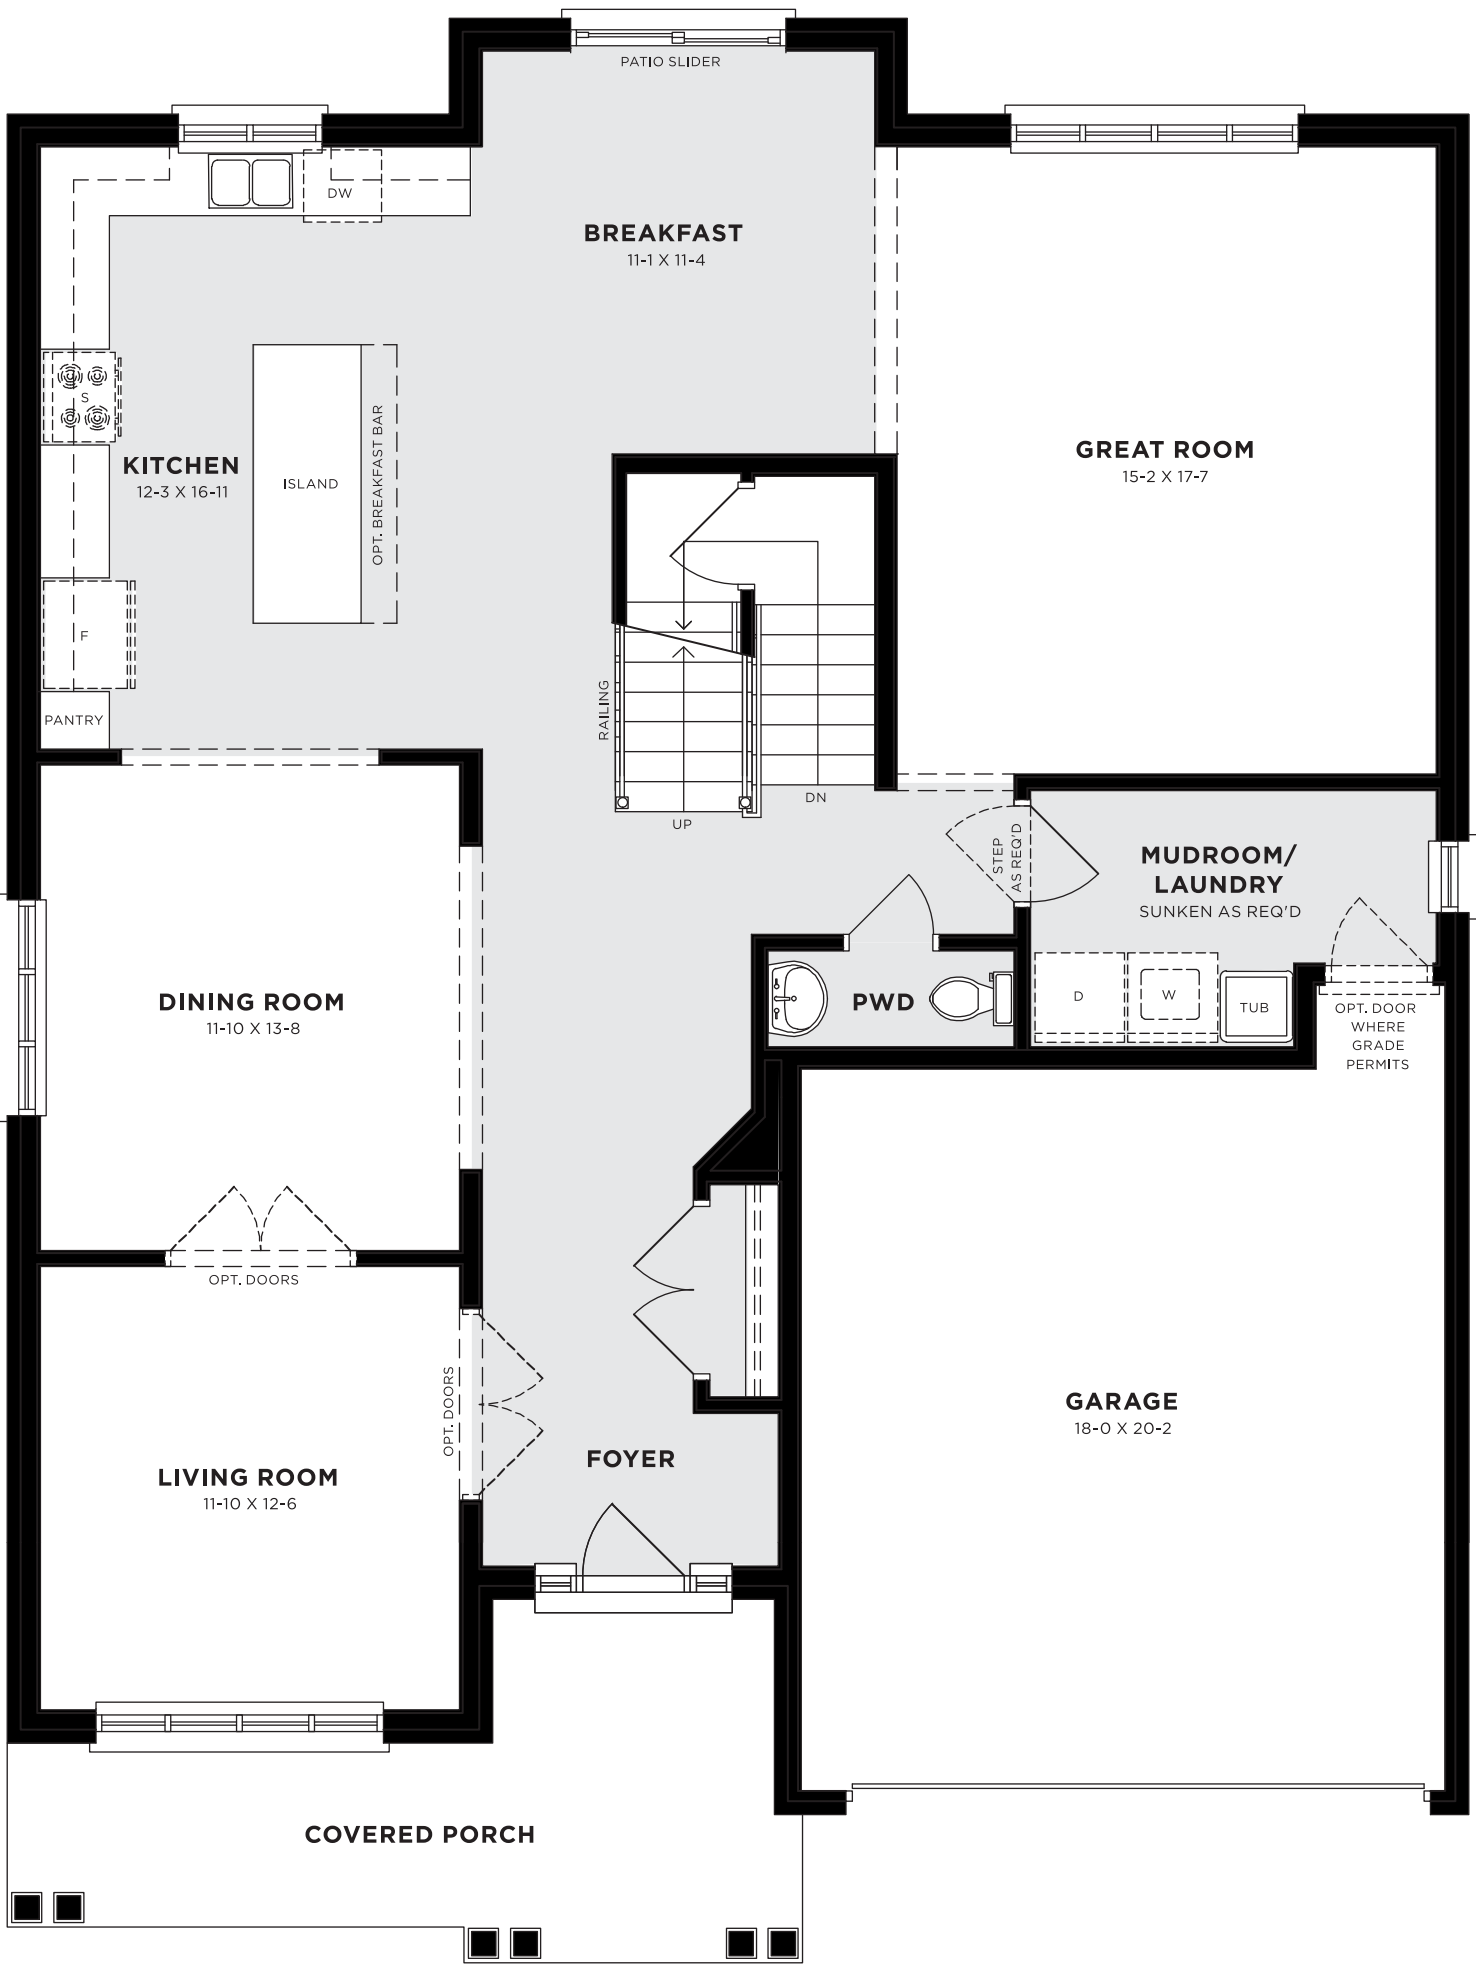 PATIO SLIDER
DW
BREAKFAST
11-1 X 11-4
S
KITCHEN
12-3 X 16-11
ISLAND
OPT. BREAKFAST BAR
GREAT ROOM
15-2 X 17-7
F
PANTRY
RAILING
UP
DN
STEP
AS REQ'D
MUDROOM/
LAUNDRY
SUNKEN AS REQ'D
DINING ROOM
11-10 X 13-8
PWD
D
W
TUB
OPT. DOOR
WHERE
GRADE
PERMITS
OPT. DOORS
OPT. DOORS
LIVING ROOM
11-10 X 12-6
FOYER
GARAGE
18-0 X 20-2
COVERED PORCH